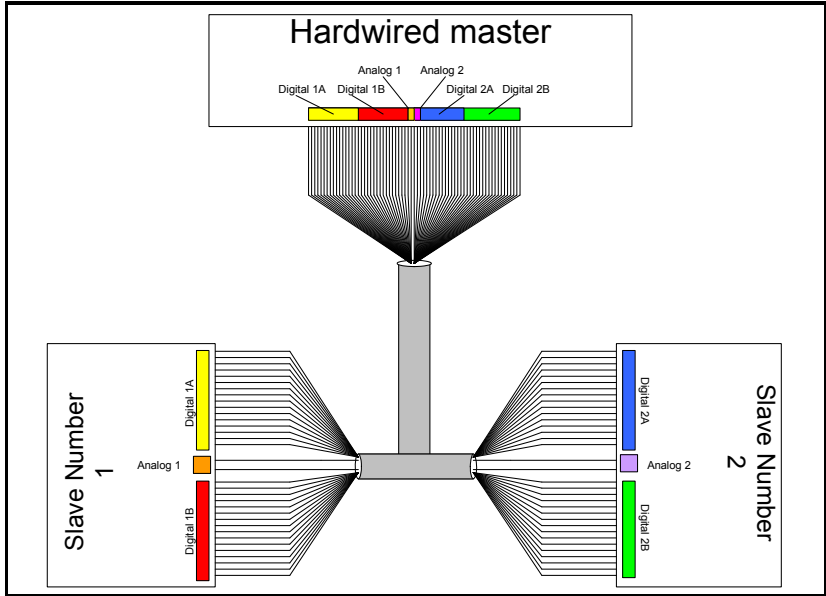 Hardwired master
Analog 1
Analog 2
Digital 1A
Digital 1B
Digital 2A
Digital 2B
Slave Number
1
Digital 1A
Analog 1
Digital 1B
Digital 2A
Analog 2
Digital 2B
Slave Number
2